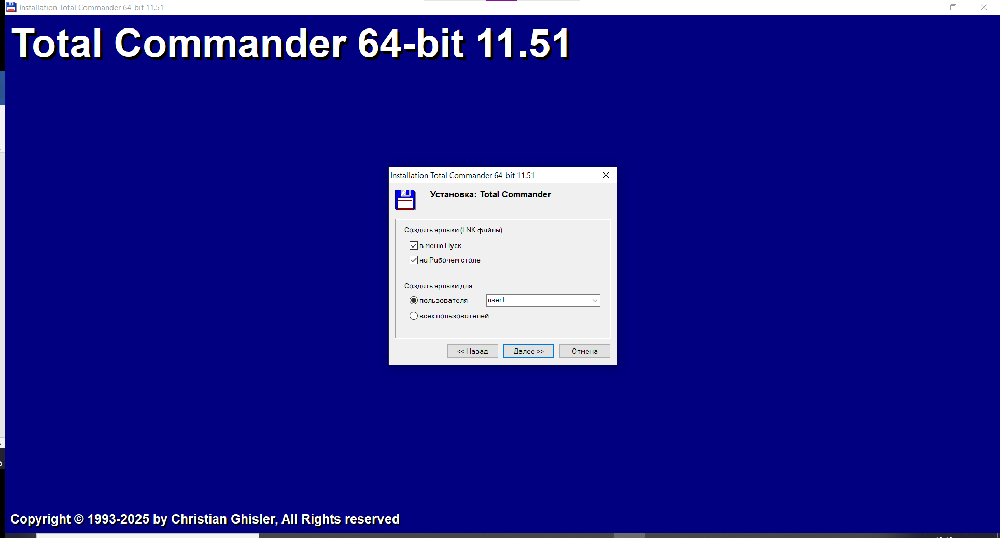 Installation Total Commander 64-bit 11.51
Total Commander 64-bit 11.51
Installation Total Commander 64-bit 11.51
Установка: Total Commander
Создать ярлыки (LNK-файлы):
в меню Пуск
на Рабочем столе
Создать ярлыки для:
пользователя user1
всех пользователей
<< Назад Далее >> Отмена
Copyright © 1993-2025 by Christian Ghisler, All Rights reserved